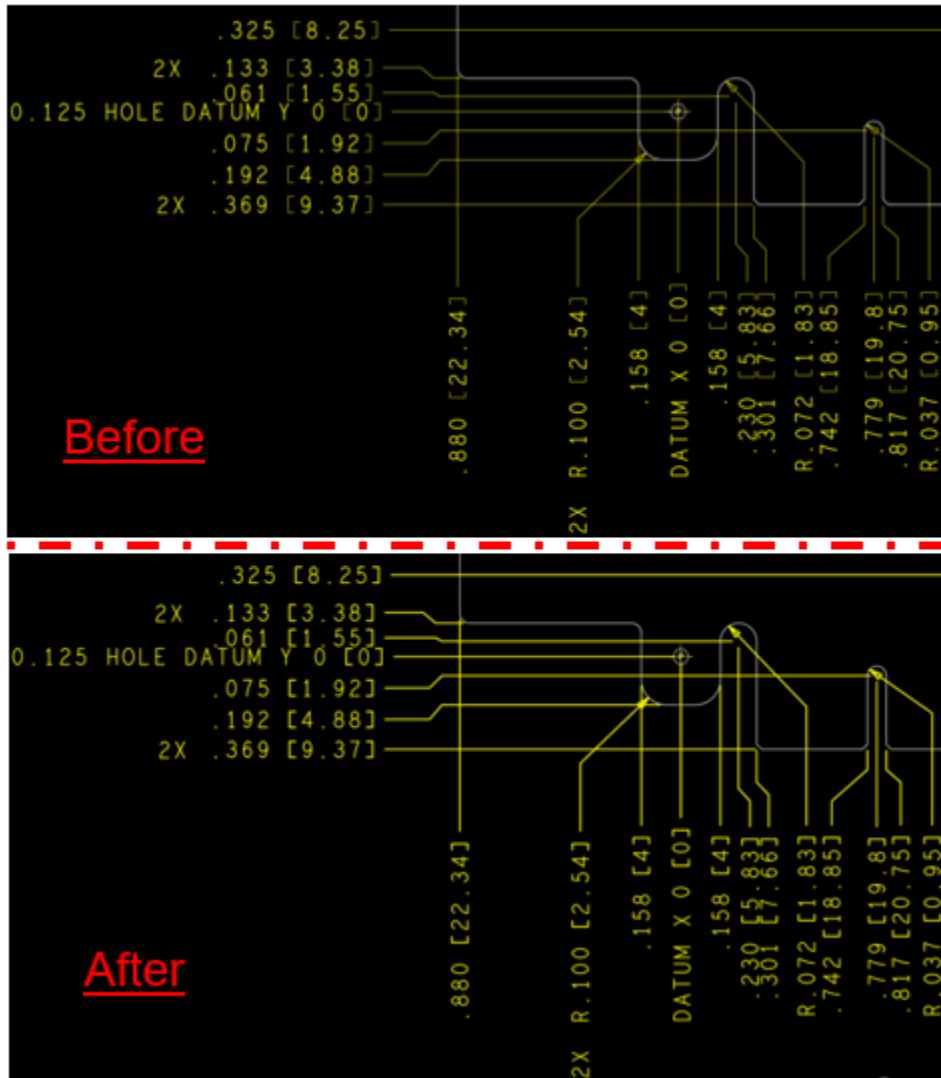 .325 [8.25]
2X .133 [3.38]
.061 [1.55]
0.125 HOLE DATUM Y 0 [0]
.075 [1.92]
.192 [4.88]
2X .369 [9.37]
.880 [22.34]
2X R.100 [2.54]
.158 [4]
DATUM X 0 [0]
.158 [4]
.230 [5.83]
.301 [7.66]
R.072 [1.83]
.742 [18.85]
.779 [19.8]
.817 [20.75]
R.037 [0.95]
Before
.325 [8.25]
2X .133 [3.38]
.061 [1.55]
0.125 HOLE DATUM Y 0 [0]
.075 [1.92]
.192 [4.88]
2X .369 [9.37]
.880 [22.34]
2X R.100 [2.54]
.158 [4]
DATUM X 0 [0]
.158 [4]
.230 [5.83]
.301 [7.66]
R.072 [1.83]
.742 [18.85]
.779 [19.8]
.817 [20.75]
R.037 [0.95]
After